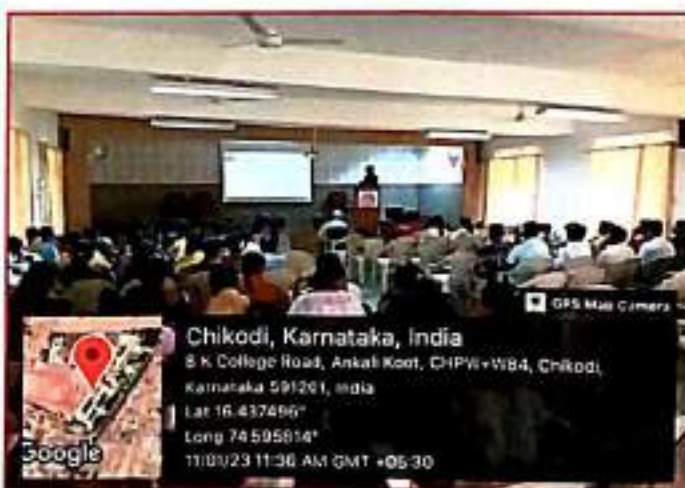 GPS Map Camera
Chikodi, Karnataka, India
B K College Road, Ankali Koot, CHPW+W84, Chikodi,
Karnataka 591201, India
Lat 16.437496°
Long 74.595814°
11/01/23 11:36 AM GMT +05:30
Google